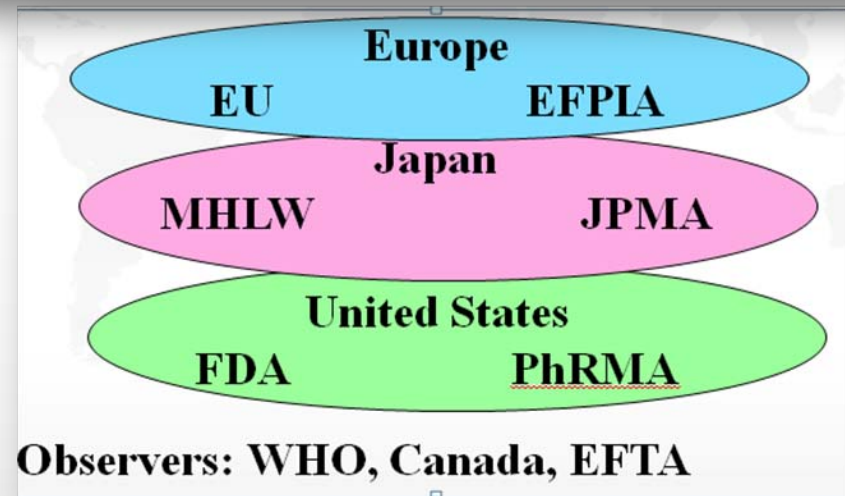 Europe
EU EFPIA
Japan
MHLW JPMA
United States
FDA PhRMA
Observers: WHO, Canada, EFTA